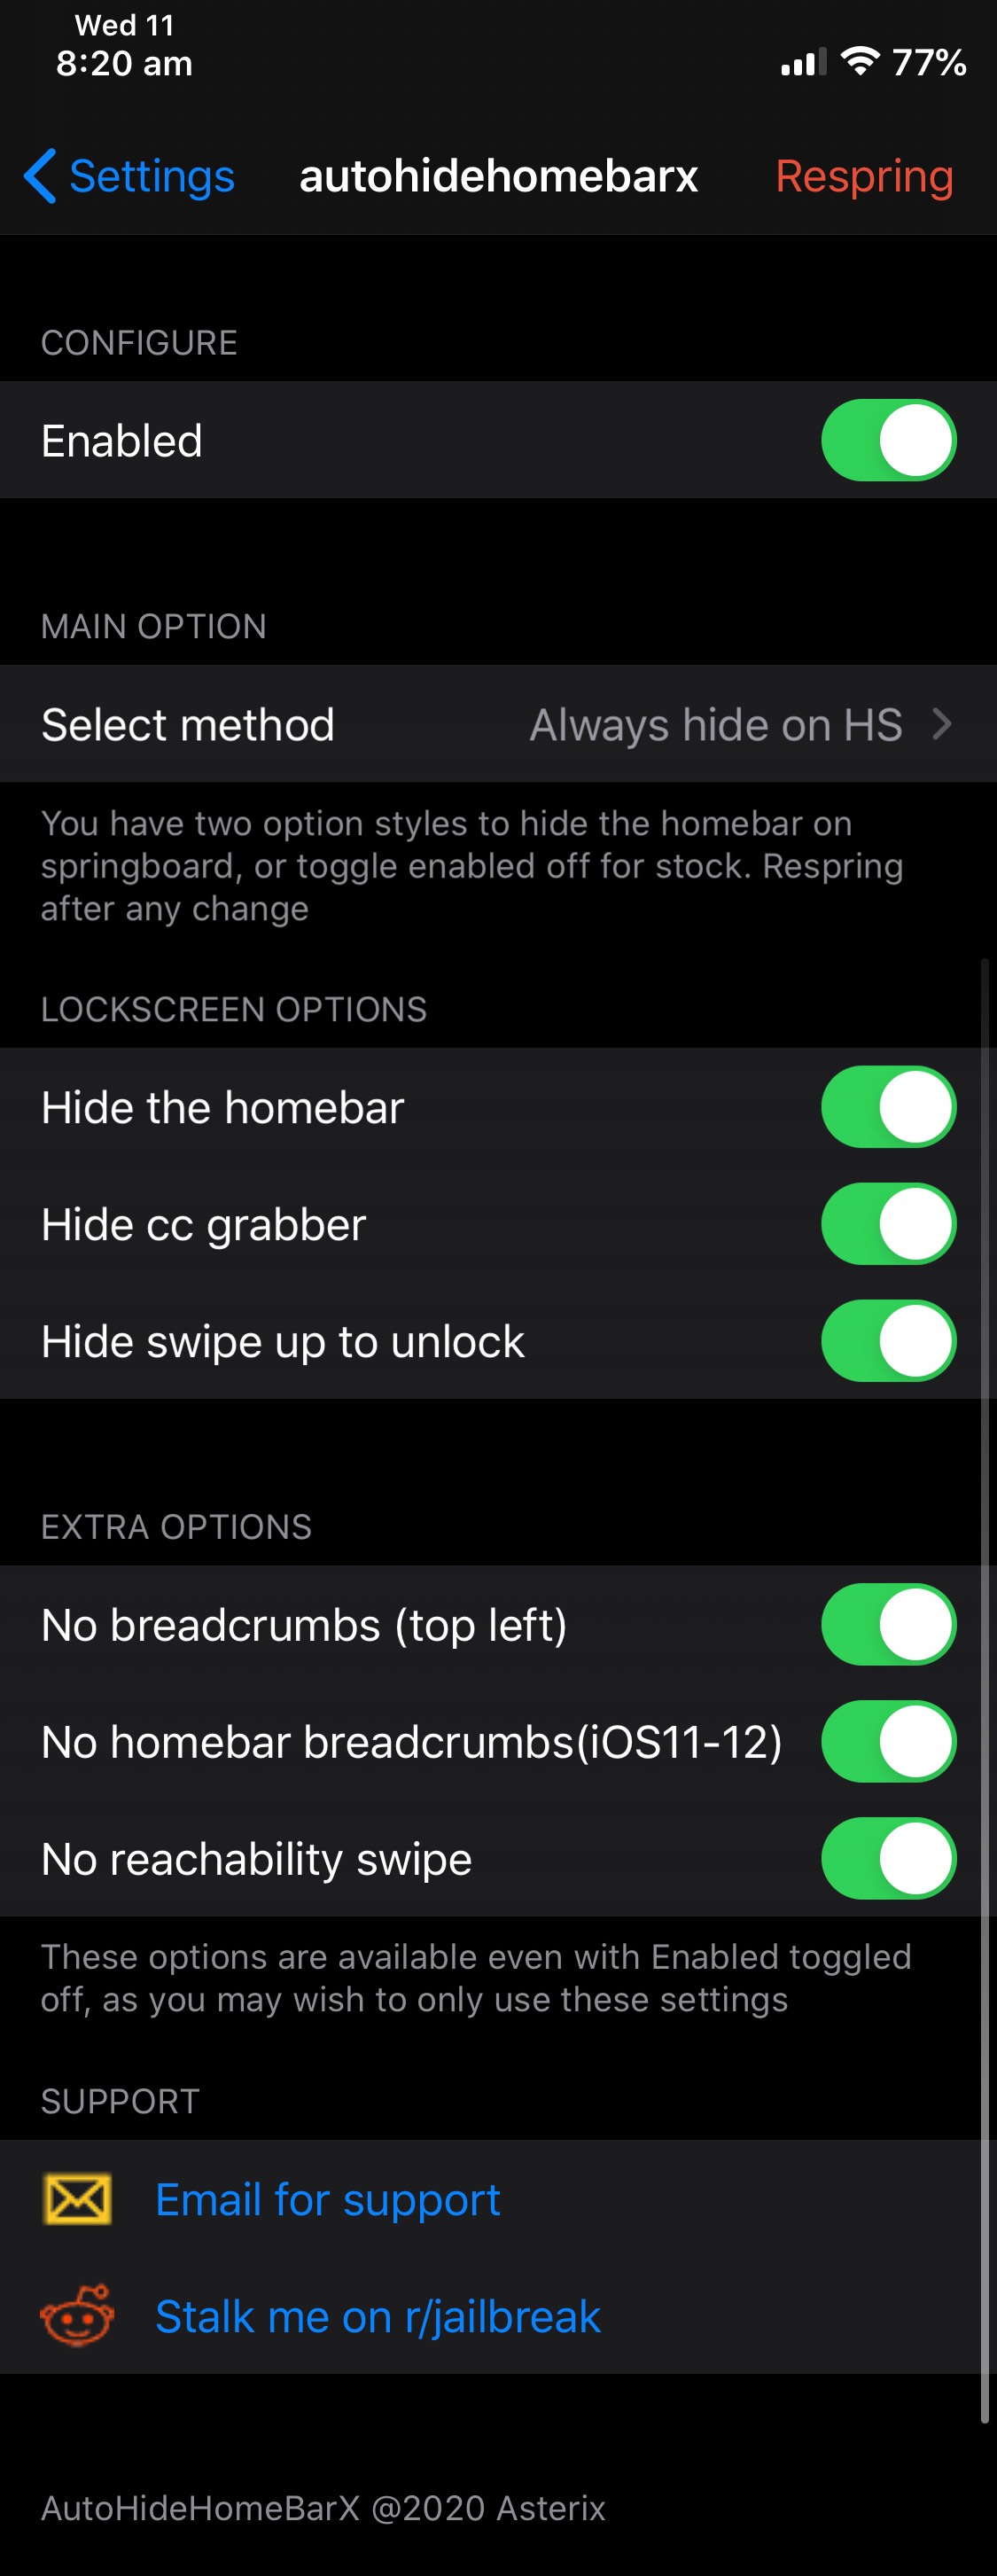 Wed 11
8:20 am
77%
Settings
autohidehomebarx
Respring
CONFIGURE
Enabled
MAIN OPTION
Select method
Always hide on HS
You have two option styles to hide the homebar on
springboard, or toggle enabled off for stock. Respring
after any change
LOCKSCREEN OPTIONS
Hide the homebar
Hide cc grabber
Hide swipe up to unlock
EXTRA OPTIONS
No breadcrumbs (top left)
No homebar breadcrumbs(iOS11-12)
No reachability swipe
These options are available even with Enabled toggled
off, as you may wish to only use these settings
SUPPORT
Email for support
Stalk me on r/jailbreak
AutoHideHomeBarX @2020 Asterix